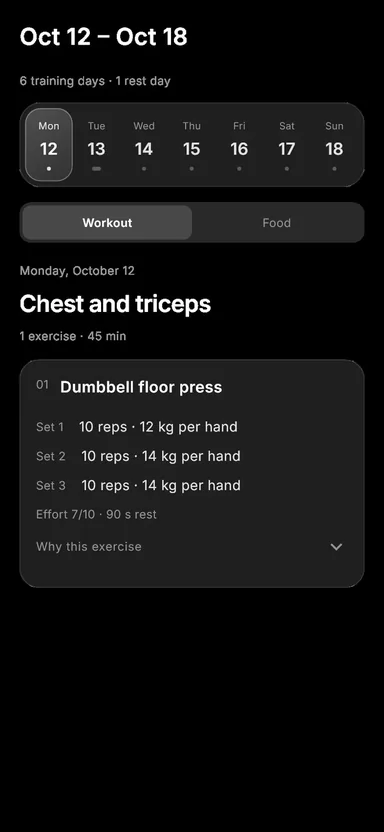 Oct 12 – Oct 18
6 training days · 1 rest day
Mon Tue Wed Thu Fri Sat Sun
12 13 14 15 16 17 18
Workout Food
Monday, October 12
Chest and triceps
1 exercise · 45 min
01 Dumbbell floor press
Set 1 10 reps · 12 kg per hand
Set 2 10 reps · 14 kg per hand
Set 3 10 reps · 14 kg per hand
Effort 7/10 · 90 s rest
Why this exercise